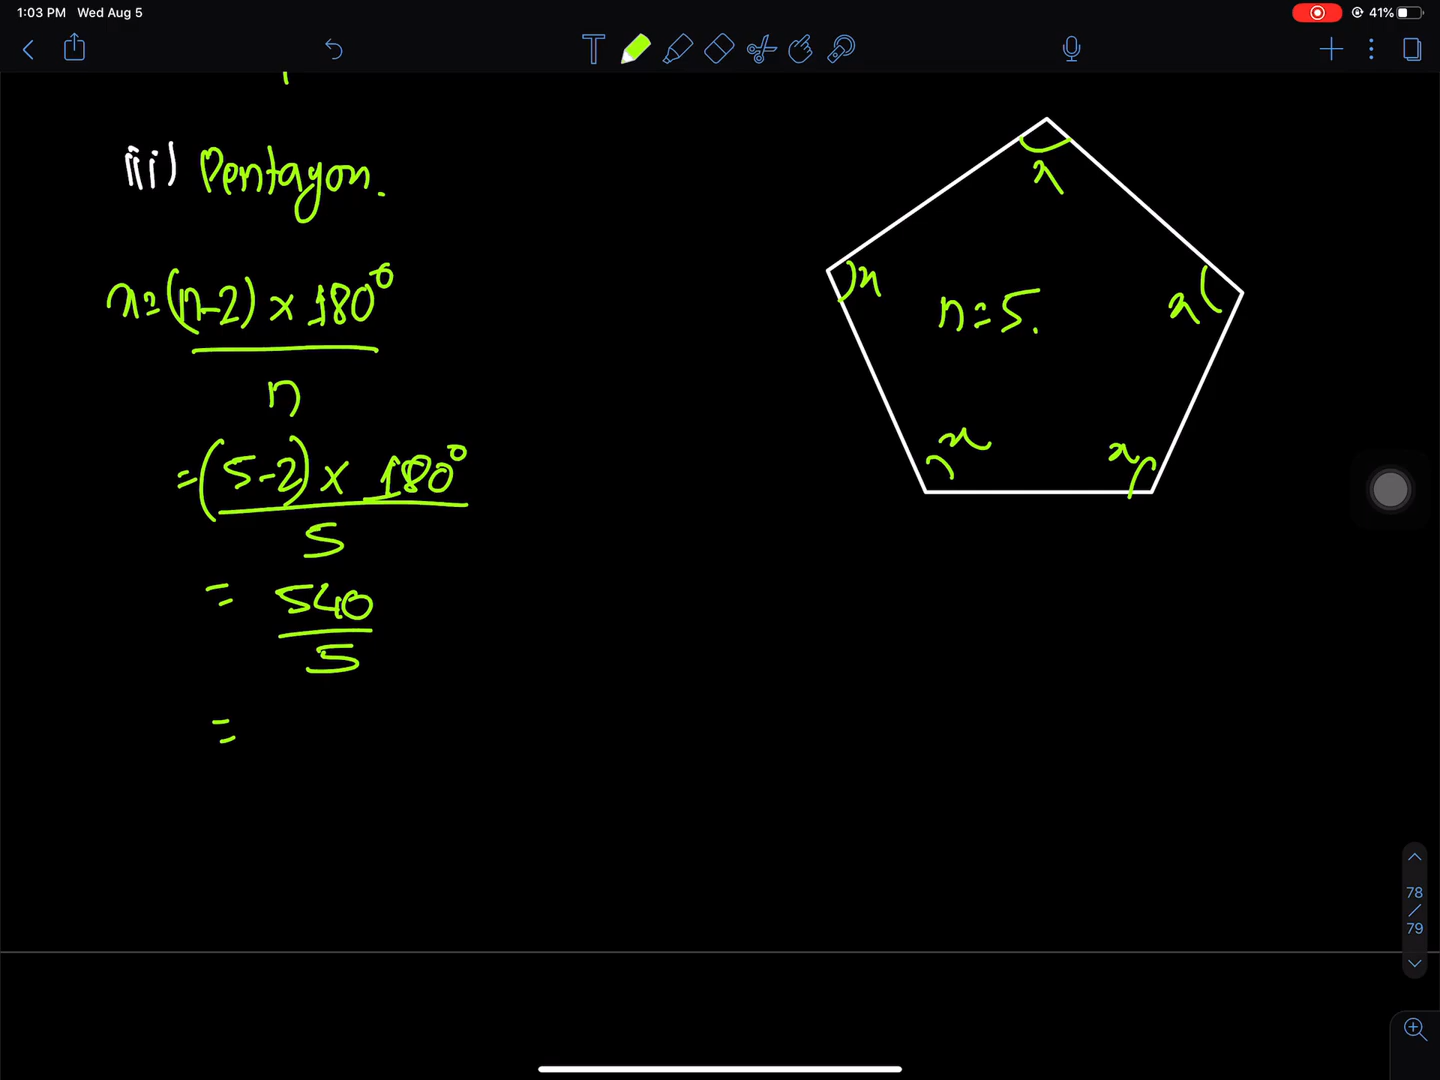 1:03 PM Wed Aug 5
41%
iii) Pentagon.
x = (n-2) × 180°
n
= (5-2) × 180°
5
= 540
5
=
x
x
n = 5.
x
x
x
78
/
79